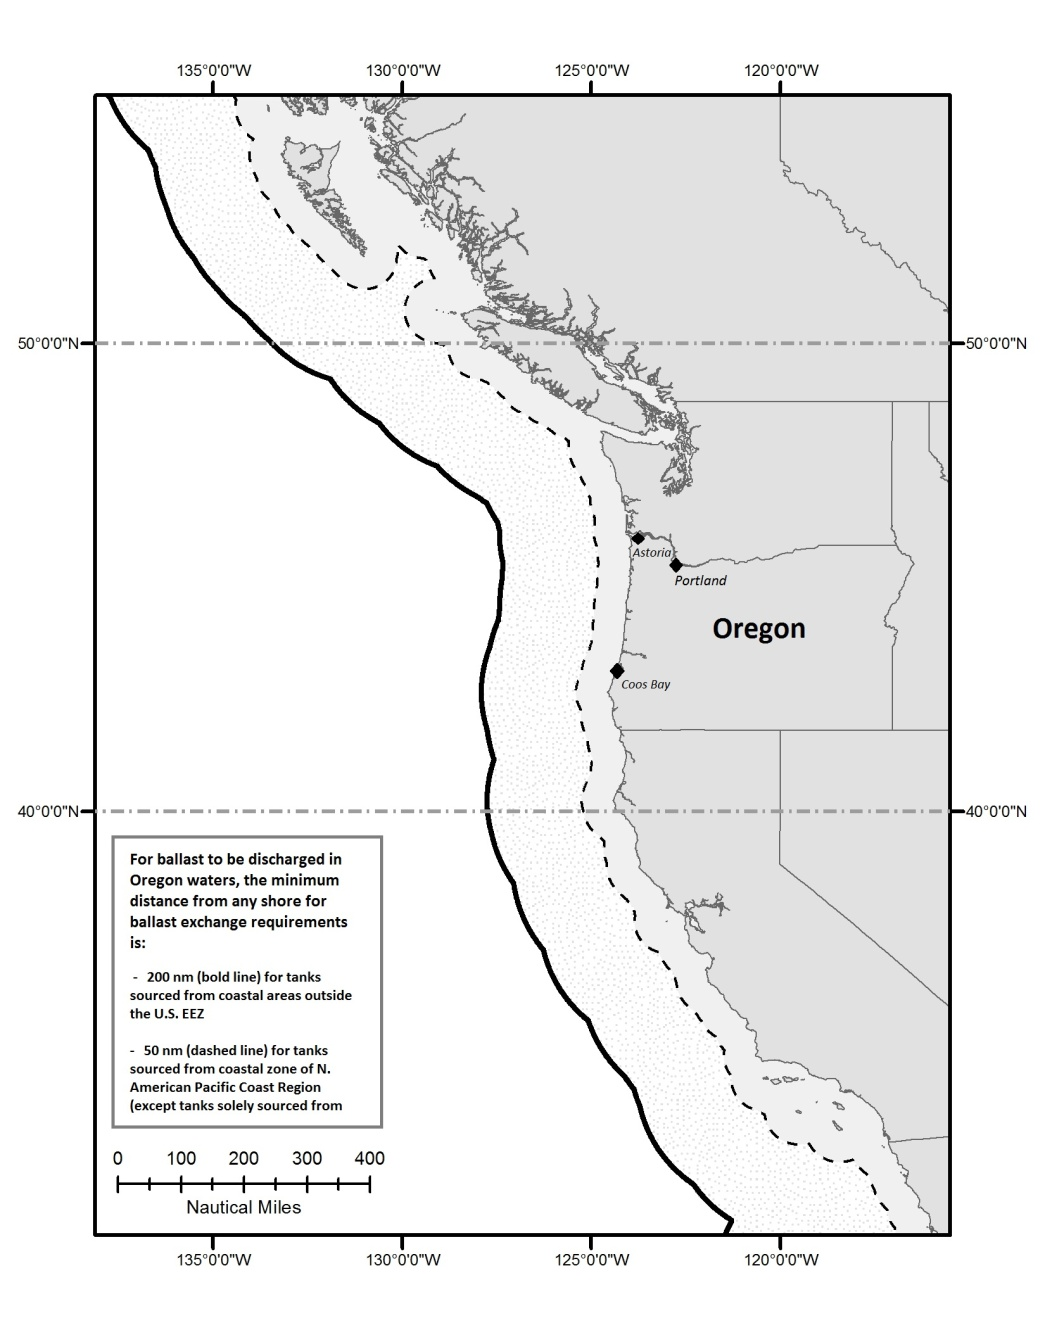 135°0'0"W 130°0'0"W 125°0'0"W 120°0'0"W
50°0'0"N 50°0'0"N
Astoria
Portland
Oregon
Coos Bay
40°0'0"N 40°0'0"N
For ballast to be discharged in
Oregon waters, the minimum
distance from any shore for
ballast exchange requirements
is:
- 200 nm (bold line) for tanks
sourced from coastal areas outside
the U.S. EEZ
- 50 nm (dashed line) for tanks
sourced from coastal zone of N.
American Pacific Coast Region
(except tanks solely sourced from
0 100 200 300 400
Nautical Miles
135°0'0"W 130°0'0"W 125°0'0"W 120°0'0"W